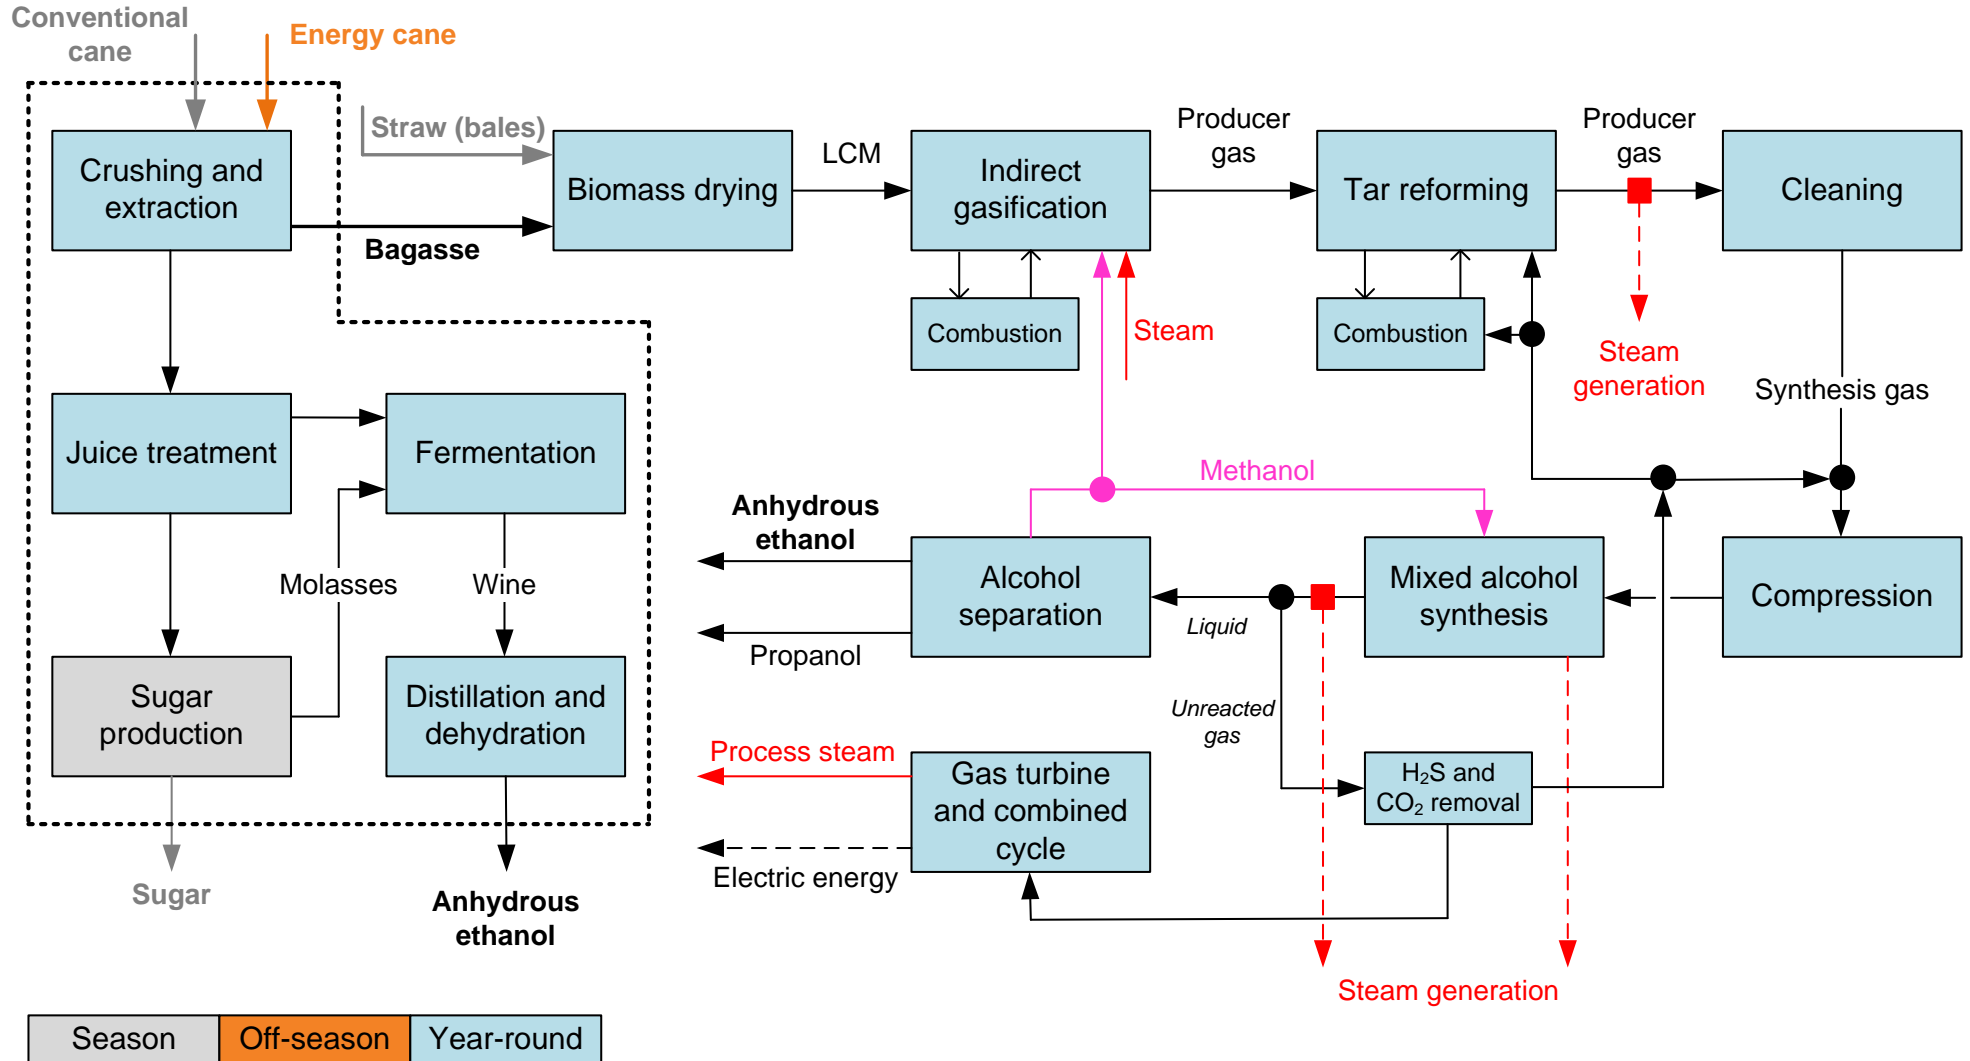 Conventional
cane
Energy cane
Straw (bales)
Crushing and
extraction
Bagasse
Biomass drying
LCM
Indirect
gasification
Producer
gas
Tar reforming
Producer
gas
Cleaning
Combustion
Steam
Combustion
Steam
generation
Synthesis gas
Juice treatment
Fermentation
Methanol
Anhydrous
ethanol
Alcohol
separation
Liquid
Mixed alcohol
synthesis
Compression
Molasses
Wine
Propanol
Sugar
production
Distillation and
dehydration
Unreacted
gas
Process steam
Gas turbine
and combined
cycle
H₂S and
CO₂ removal
Electric energy
Sugar
Anhydrous
ethanol
Steam generation
Season
Off-season
Year-round